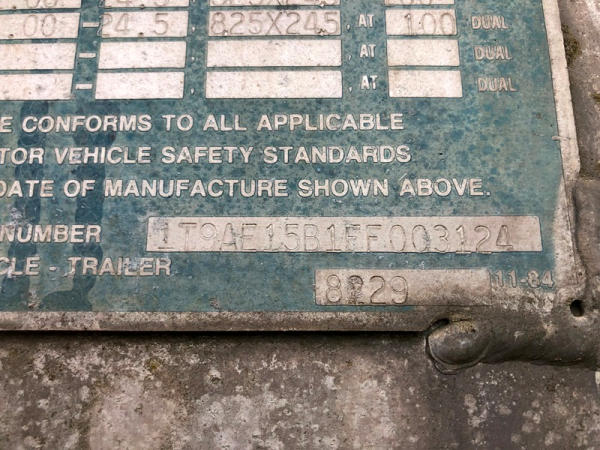 00-24.5, 825X245, AT 100 DUAL
-, , AT DUAL
-, , AT DUAL
E CONFORMS TO ALL APPLICABLE
TOR VEHICLE SAFETY STANDARDS
DATE OF MANUFACTURE SHOWN ABOVE.
NUMBER 1T9AE15B1FF003124
CLE - TRAILER
11-84